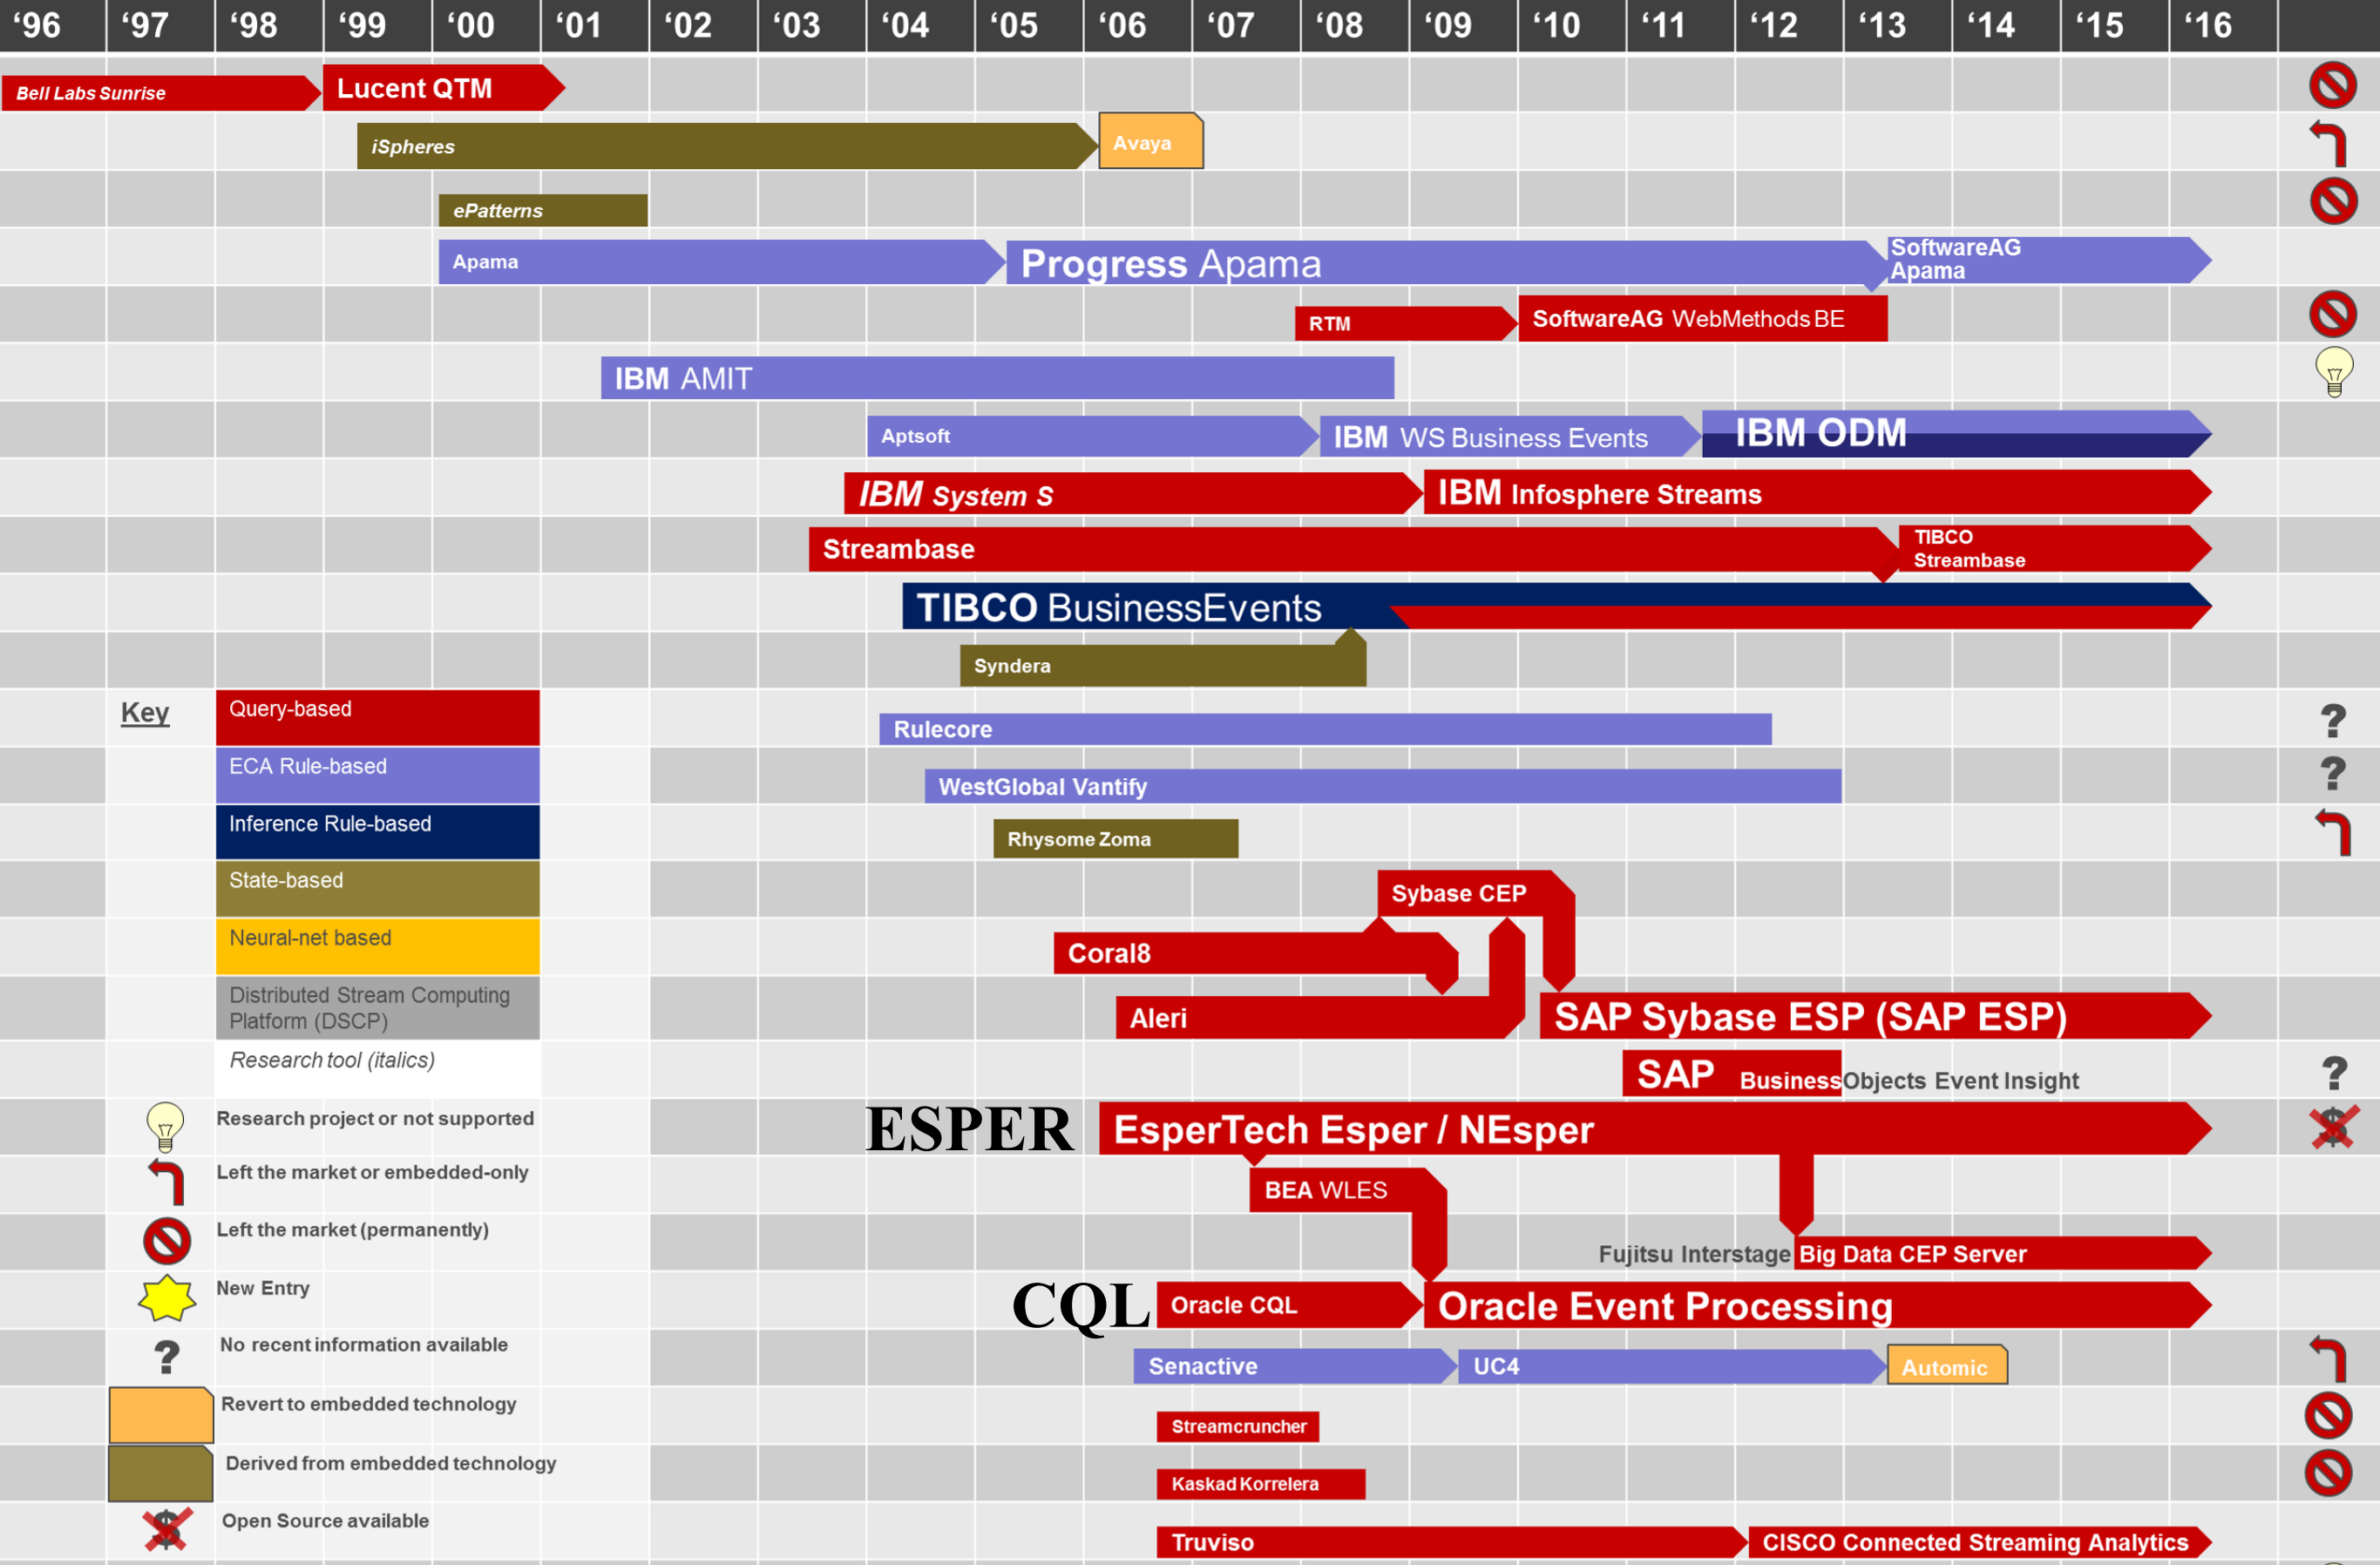 ‘96 ‘97 ‘98 ‘99 ‘00 ‘01 ‘02 ‘03 ‘04 ‘05 ‘06 ‘07 ‘08 ‘09 ‘10 ‘11 ‘12 ‘13 ‘14 ‘15 ‘16
Bell Labs Sunrise
Lucent QTM
iSpheres
Avaya
ePatterns
Apama
Progress Apama
SoftwareAG
Apama
RTM
SoftwareAG WebMethods BE
IBM AMIT
Aptsoft
IBM WS Business Events
IBM ODM
IBM System S
IBM Infosphere Streams
Streambase
TIBCO
Streambase
TIBCO BusinessEvents
Syndera
Key
Query-based
Rulecore
?
ECA Rule-based
WestGlobal Vantify
?
Inference Rule-based
Rhysome Zoma
State-based
Sybase CEP
Neural-net based
Coral8
Distributed Stream Computing
Platform (DSCP)
Aleri
SAP Sybase ESP (SAP ESP)
Research tool (italics)
SAP BusinessObjects Event Insight
?
Research project or not supported
ESPER
EsperTech Esper / NEsper
$
Left the market or embedded-only
BEA WLES
Left the market (permanently)
Fujitsu Interstage Big Data CEP Server
New Entry
CQL
Oracle CQL
Oracle Event Processing
?
No recent information available
Senactive
UC4
Automic
Revert to embedded technology
Streamcruncher
Derived from embedded technology
Kaskad Korrelera
$
Open Source available
Truviso
CISCO Connected Streaming Analytics